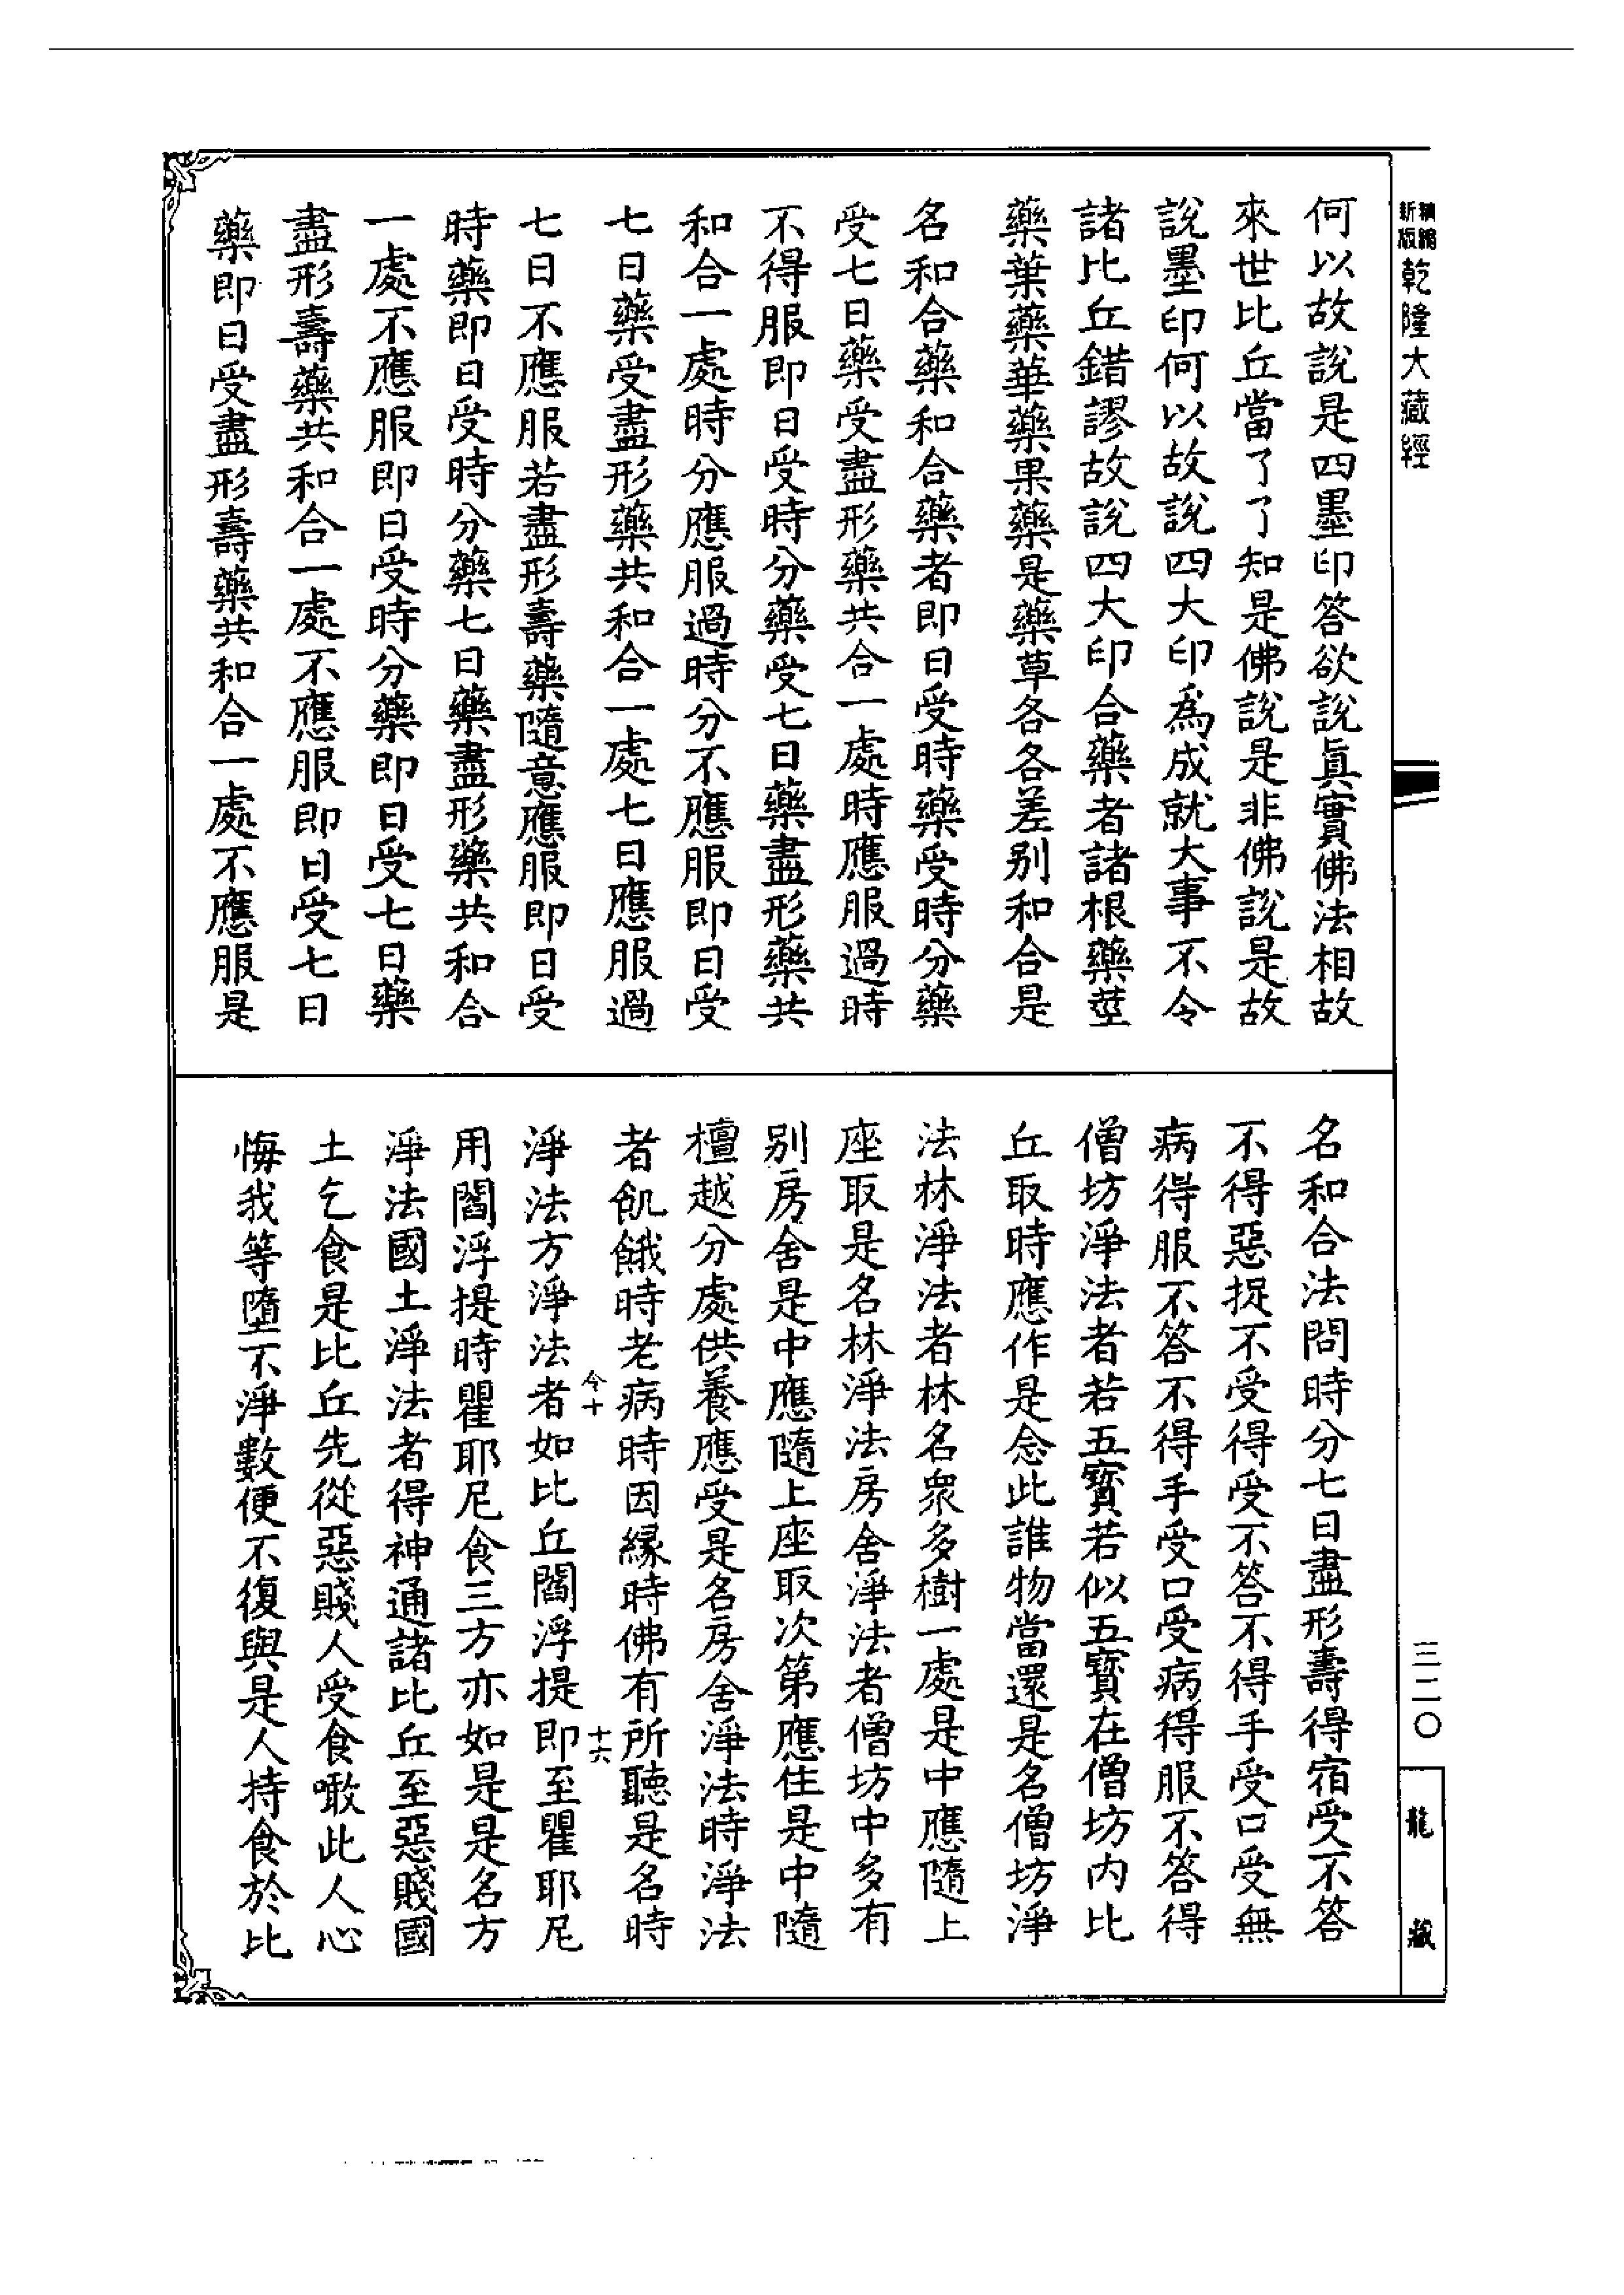 新編縮版乾隆大藏經
何以故說是四墨印答欲說眞實佛法相故
來世比丘當了了知是佛說是非佛說是故
說墨印何以故說四大印爲成就大事不令
諸比丘錯謬故說四大印合藥者諸根藥莖
藥葉藥華藥果藥是藥草各各差別和合是
名和合藥和合藥者即日受時藥受時分藥
受七日藥受盡形藥共合一處時應服過時
不得服即日受時分藥受七日藥盡形藥共
和合一處時分應服過時分不應服即日受
七日藥受盡形藥共和合一處七日應服過
七日不應服若盡形壽藥隨意應服即日受
時藥即日受時分藥七日藥盡形藥共和合
一處不應服即日受時分藥即日受七日藥
盡形壽藥共和合一處不應服即日受七日
藥即日受盡形壽藥共和合一處不應服是
名和合法問時分七日盡形壽得宿受不答
不得惡捉不受得受不答不得手受口受無
病得服不答不得手受口受病得服不答得
僧坊淨法者若五寶若似五寶在僧坊內比
丘取時應作是念此誰物當還是名僧坊淨
法林淨法者林名衆多樹一處是中應隨上
座取是名林淨法房舍淨法者僧坊中多有
別房舍是中應隨上座取次第應住是中隨
檀越分處供養應受是名房舍淨法時淨法
者飢餓時老病時因緣時佛有所聽是名時
今十 十六
淨法方淨法者如比丘閻浮提即至瞿耶尼
用閻浮提時瞿耶尼食三方亦如是是名方
淨法國土淨法者得神通諸比丘至惡賤國
土乞食是比丘先從惡賤人受食噉此人心
悔我等墮不淨數便不復與是人持食於比
三二〇
龍藏